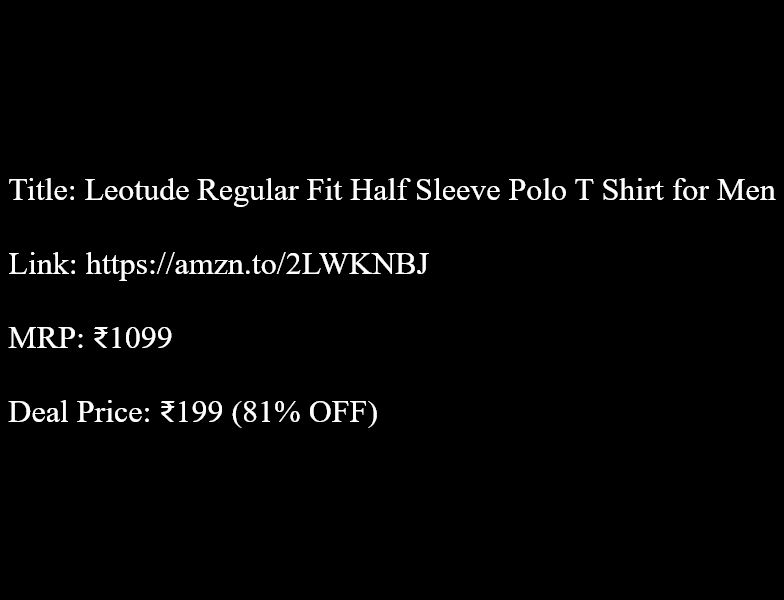 Title: Leotude Regular Fit Half Sleeve Polo T Shirt for Men
Link: https://amzn.to/2LWKNBJ
MRP: ₹1099
Deal Price: ₹199 (81% OFF)